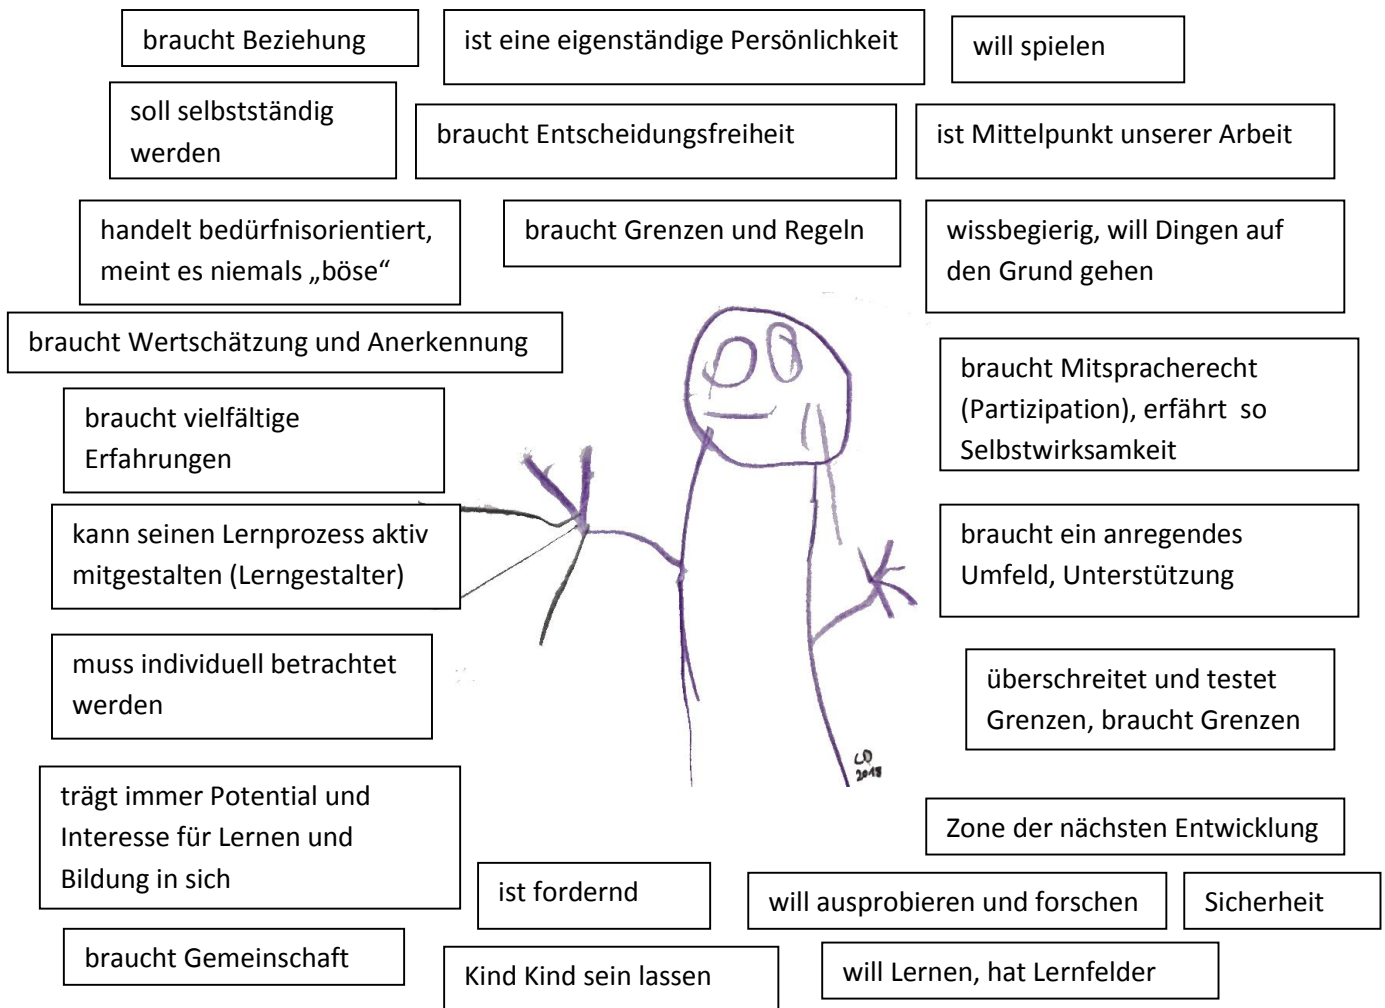 braucht Beziehung
ist eine eigenständige Persönlichkeit
will spielen
soll selbstständig
werden
braucht Entscheidungsfreiheit
ist Mittelpunkt unserer Arbeit
handelt bedürfnisorientiert,
meint es niemals „böse“
braucht Grenzen und Regeln
wissbegierig, will Dingen auf
den Grund gehen
braucht Wertschätzung und Anerkennung
braucht Mitspracherecht
(Partizipation), erfährt so
Selbstwirksamkeit
braucht vielfältige
Erfahrungen
kann seinen Lernprozess aktiv
mitgestalten (Lerngestalter)
braucht ein anregendes
Umfeld, Unterstützung
muss individuell betrachtet
werden
überschreitet und testet
Grenzen, braucht Grenzen
2018
trägt immer Potential und
Interesse für Lernen und
Bildung in sich
Zone der nächsten Entwicklung
ist fordernd
will ausprobieren und forschen
Sicherheit
braucht Gemeinschaft
Kind Kind sein lassen
will Lernen, hat Lernfelder